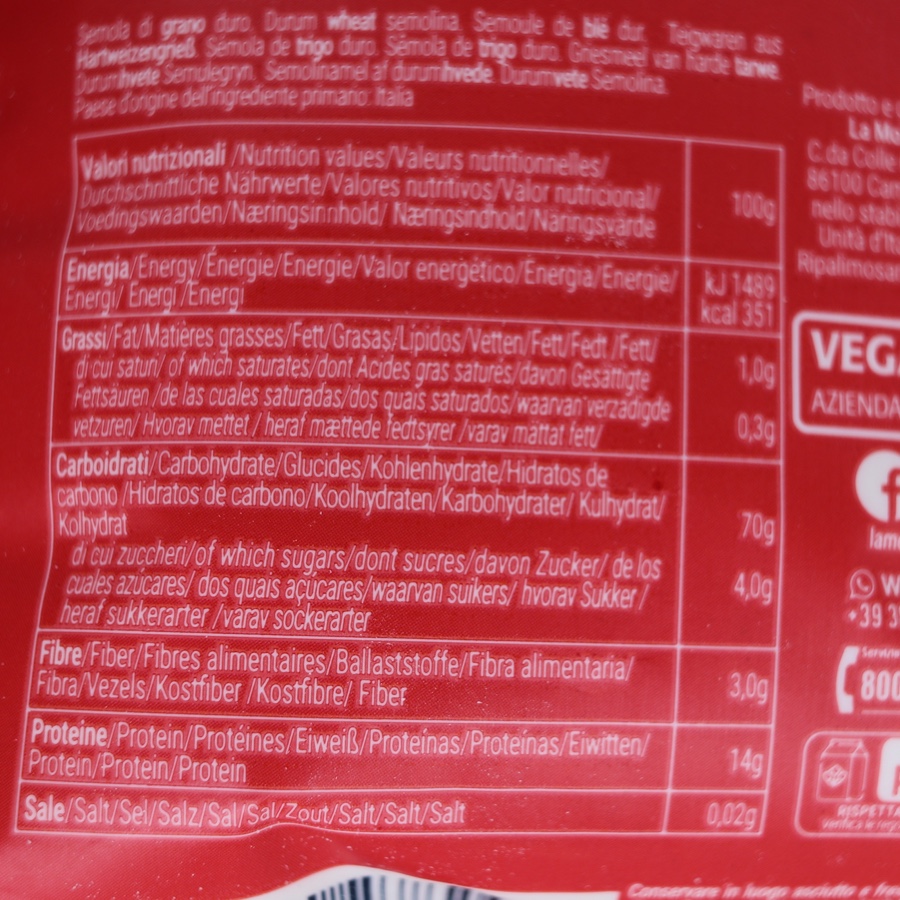 Semola di grano duro. Durum wheat semolina. Semoule de blé dur. Teigwaren aus
Hartweizengrieß. Sémola de trigo duro. Sêmola de trigo duro. Griesmeel van harde tarwe.
Durumhvete Semulegryn. Semolinamel af durumhvede. Durumvete Semolina.
Paese d'origine dell'ingrediente primario: Italia
Valori nutrizionali /Nutrition values/Valeurs nutritionnelles/
Durchschnittliche Nährwerte/Valores nutritivos/Valor nutricional/
Voedingswaarden/Næringsinnhold/ Næringsindhold/Näringsvärde
100g
Energia/Energy/Énergie/Energie/Valor energético/Energia/Energie/
Energi/ Energi /Energi
kJ 1489
kcal 351
Grassi/Fat/Matières grasses/Fett/Grasas/Lípidos/Vetten/Fett/Fedt /Fett/
di cui saturi/ of which saturates/dont Acides gras saturés/davon Gesättigte
Fettsäuren /de las cuales saturadas/dos quais saturados/waarvan verzadigde
vetzuren/ Hvorav mettet / heraf mættede fedtsyrer /varav mättat fett/
1,0g
0,3g
Carboidrati/Carbohydrate/Glucides/Kohlenhydrate/Hidratos de
carbono /Hidratos de carbono/Koolhydraten/Karbohydrater/ Kulhydrat/
Kolhydrat
di cui zuccheri/of which sugars/dont sucres/davon Zucker/ de los
cuales azúcares/ dos quais açúcares/waarvan suikers/ hvorav Sukker /
heraf sukkerarter /varav sockerarter
70g
4,0g
Fibre/Fiber/Fibres alimentaires/Ballaststoffe/Fibra alimentaria/
Fibra/Vezels/Kostfiber /Kostfibre/ Fiber
3,0g
Proteine/Protein/Protéines/Eiweiß/Proteínas/Proteínas/Eiwitten/
Protein/Protein/Protein
14g
Sale/Salt/Sel/Salz/Sal/Sal/Zout/Salt/Salt/Salt
0,02g
Prodotto e
La Mo
C.da Colle
86100 Cam
nello stab
Unità d'It
Ripalimosa
VEGA
AZIENDA
f
lamo
W
+39 3
800
RISPETTA
Conservare in luogo asciutto e fres